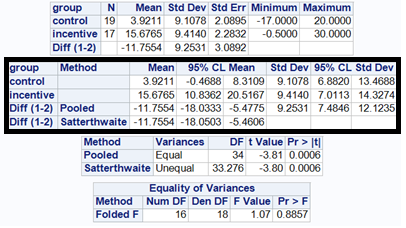 group N Mean Std Dev Std Err Minimum Maximum
control 19 3.9211 9.1078 2.0895 -17.0000 20.0000
incentive 17 15.6765 9.4140 2.2832 -0.5000 30.0000
Diff (1-2) -11.7554 9.2531 3.0892
group Method Mean 95% CL Mean Std Dev 95% CL Std Dev
control 3.9211 -0.4688 8.3109 9.1078 6.8820 13.4688
incentive 15.6765 10.8362 20.5167 9.4140 7.0113 14.3274
Diff (1-2) Pooled -11.7554 -18.0333 -5.4775 9.2531 7.4846 12.1235
Diff (1-2) Satterthwaite -11.7554 -18.0503 -5.4606
Method Variances DF t Value Pr > |t|
Pooled Equal 34 -3.81 0.0006
Satterthwaite Unequal 33.276 -3.80 0.0006
Equality of Variances
Method Num DF Den DF F Value Pr > F
Folded F 16 18 1.07 0.8857